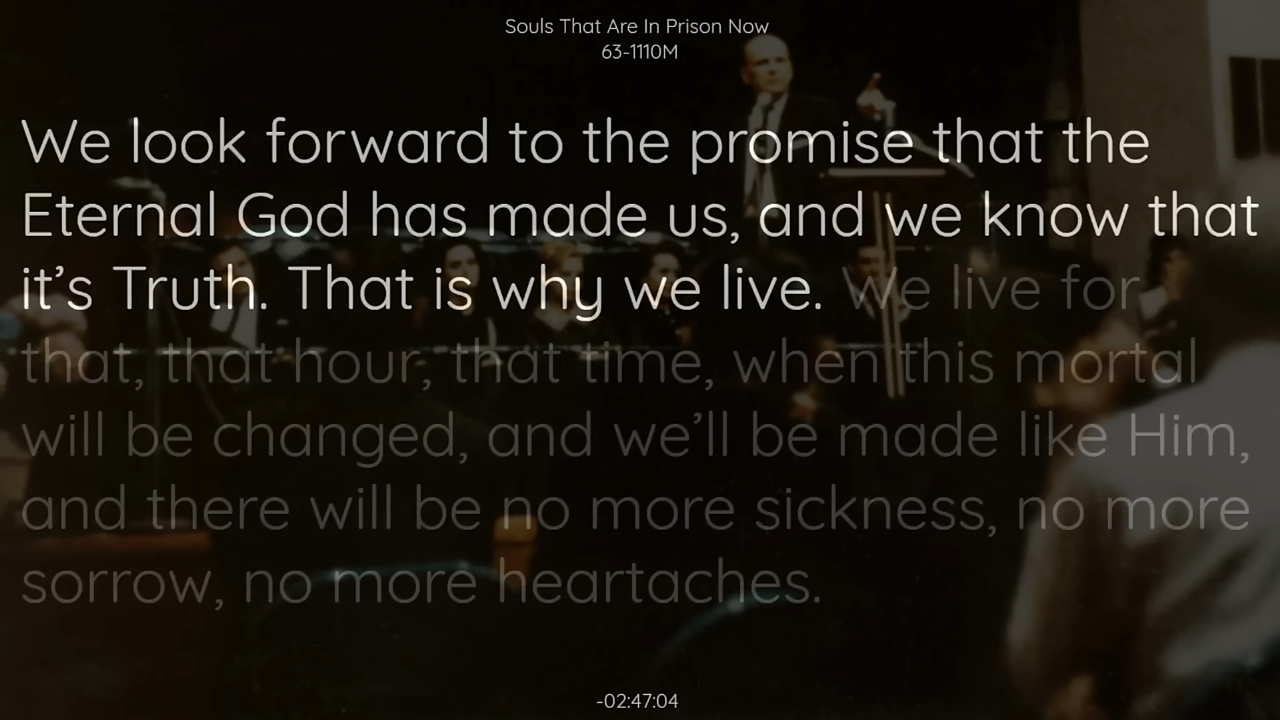 Souls That Are In Prison Now
63-1110M
We look forward to the promise that the
Eternal God has made us, and we know that
it’s Truth. That is why we live. We live for
that, that hour, that time, when this mortal
will be changed, and we’ll be made like Him,
and there will be no more sickness, no more
sorrow, no more heartaches.
-02:47:04